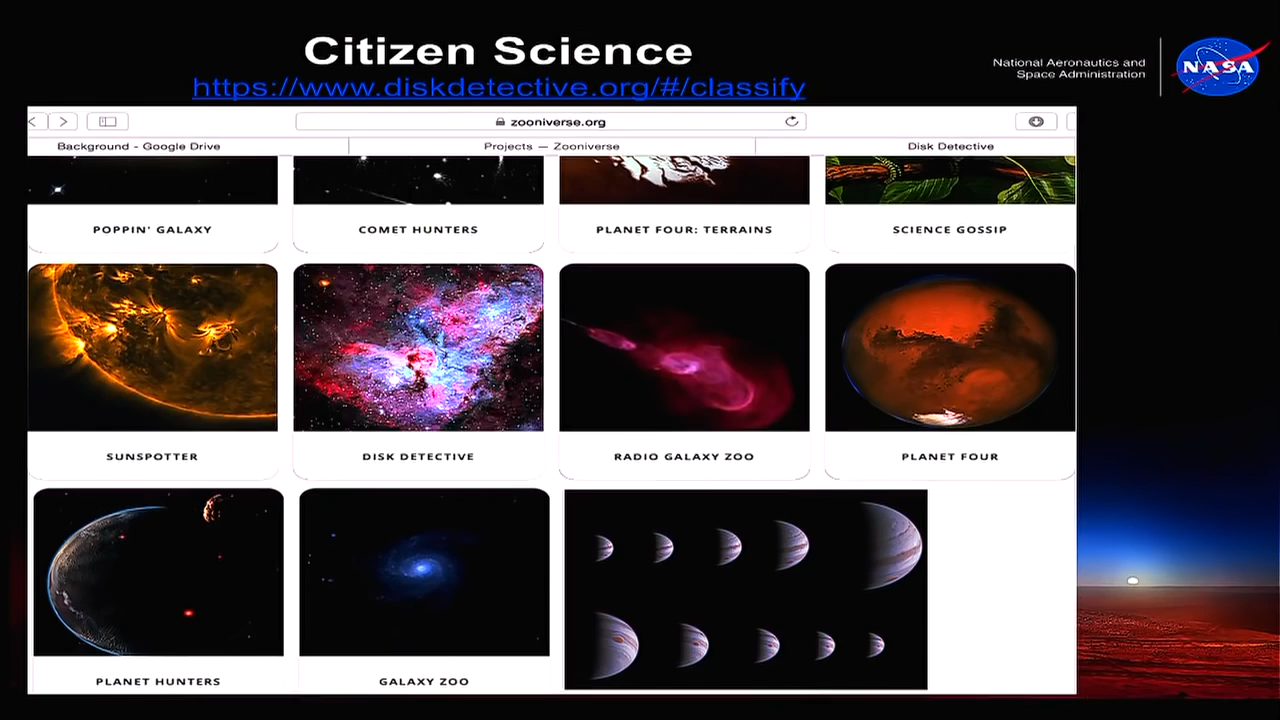 Citizen Science
https://www.diskdetective.org/#/classify
National Aeronautics and
Space Administration
NASA
zooniverse.org
Background - Google Drive
Projects — Zooniverse
Disk Detective
POPPIN' GALAXY
COMET HUNTERS
PLANET FOUR: TERRAINS
SCIENCE GOSSIP
SUNSPOTTER
DISK DETECTIVE
RADIO GALAXY ZOO
PLANET FOUR
PLANET HUNTERS
GALAXY ZOO